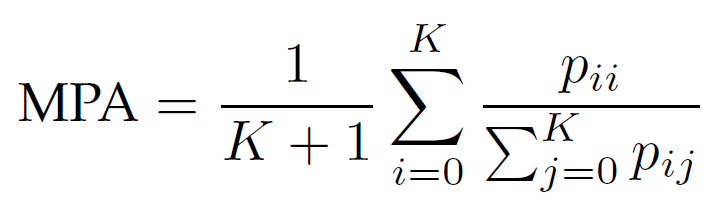 MPA = \frac{1}{K+1} \sum_{i=0}^{K} \frac{p_{ii}}{\sum_{j=0}^{K} p_{ij}}